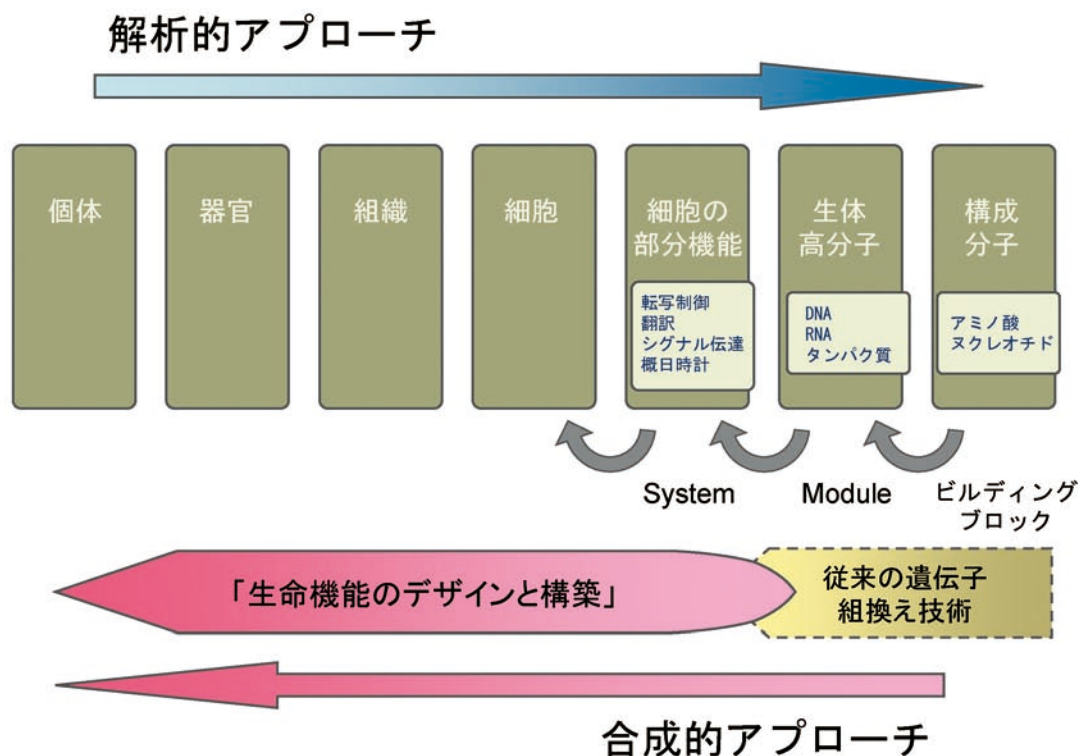 解析的アプローチ
個体
器官
組織
細胞
細胞の
部分機能
転写制御
翻訳
シグナル伝達
概日時計
生体
高分子
DNA
RNA
タンパク質
構成
分子
アミノ酸
ヌクレオチド
System
Module
ビルディング
ブロック
「生命機能のデザインと構築」
従来の遺伝子
組換え技術
合成的アプローチ